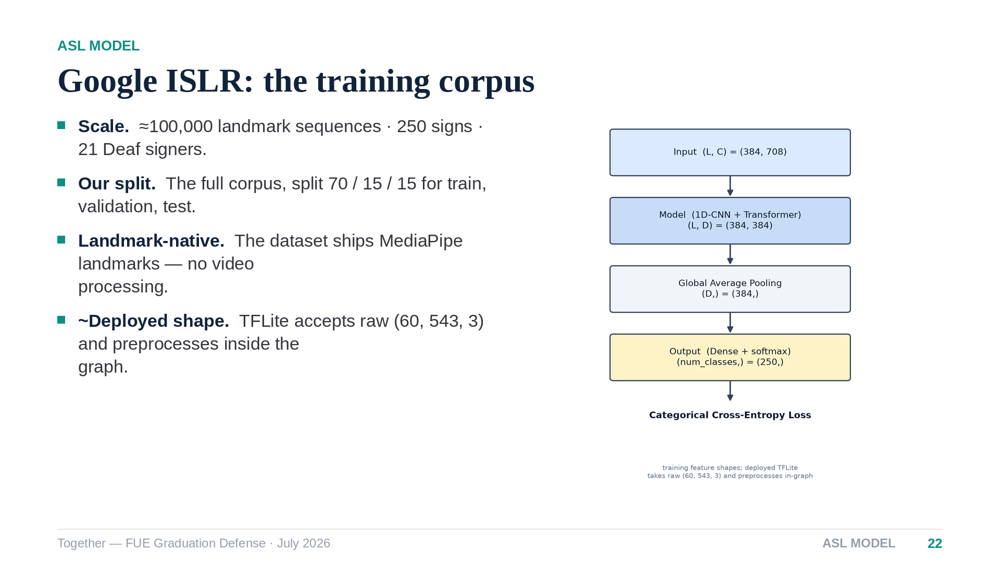 ASL MODEL
Google ISLR: the training corpus
Scale. ≈100,000 landmark sequences · 250 signs ·
21 Deaf signers.
Our split. The full corpus, split 70 / 15 / 15 for train,
validation, test.
Landmark-native. The dataset ships MediaPipe
landmarks — no video
processing.
~Deployed shape. TFLite accepts raw (60, 543, 3)
and preprocesses inside the
graph.
Input (L, C) = (384, 708)
Model (1D-CNN + Transformer)
(L, D) = (384, 384)
Global Average Pooling
(D,) = (384,)
Output (Dense + softmax)
(num_classes,) = (250,)
Categorical Cross-Entropy Loss
training feature shapes; deployed TFLite
takes raw (60, 543, 3) and preprocesses in-graph
Together — FUE Graduation Defense · July 2026
ASL MODEL 22